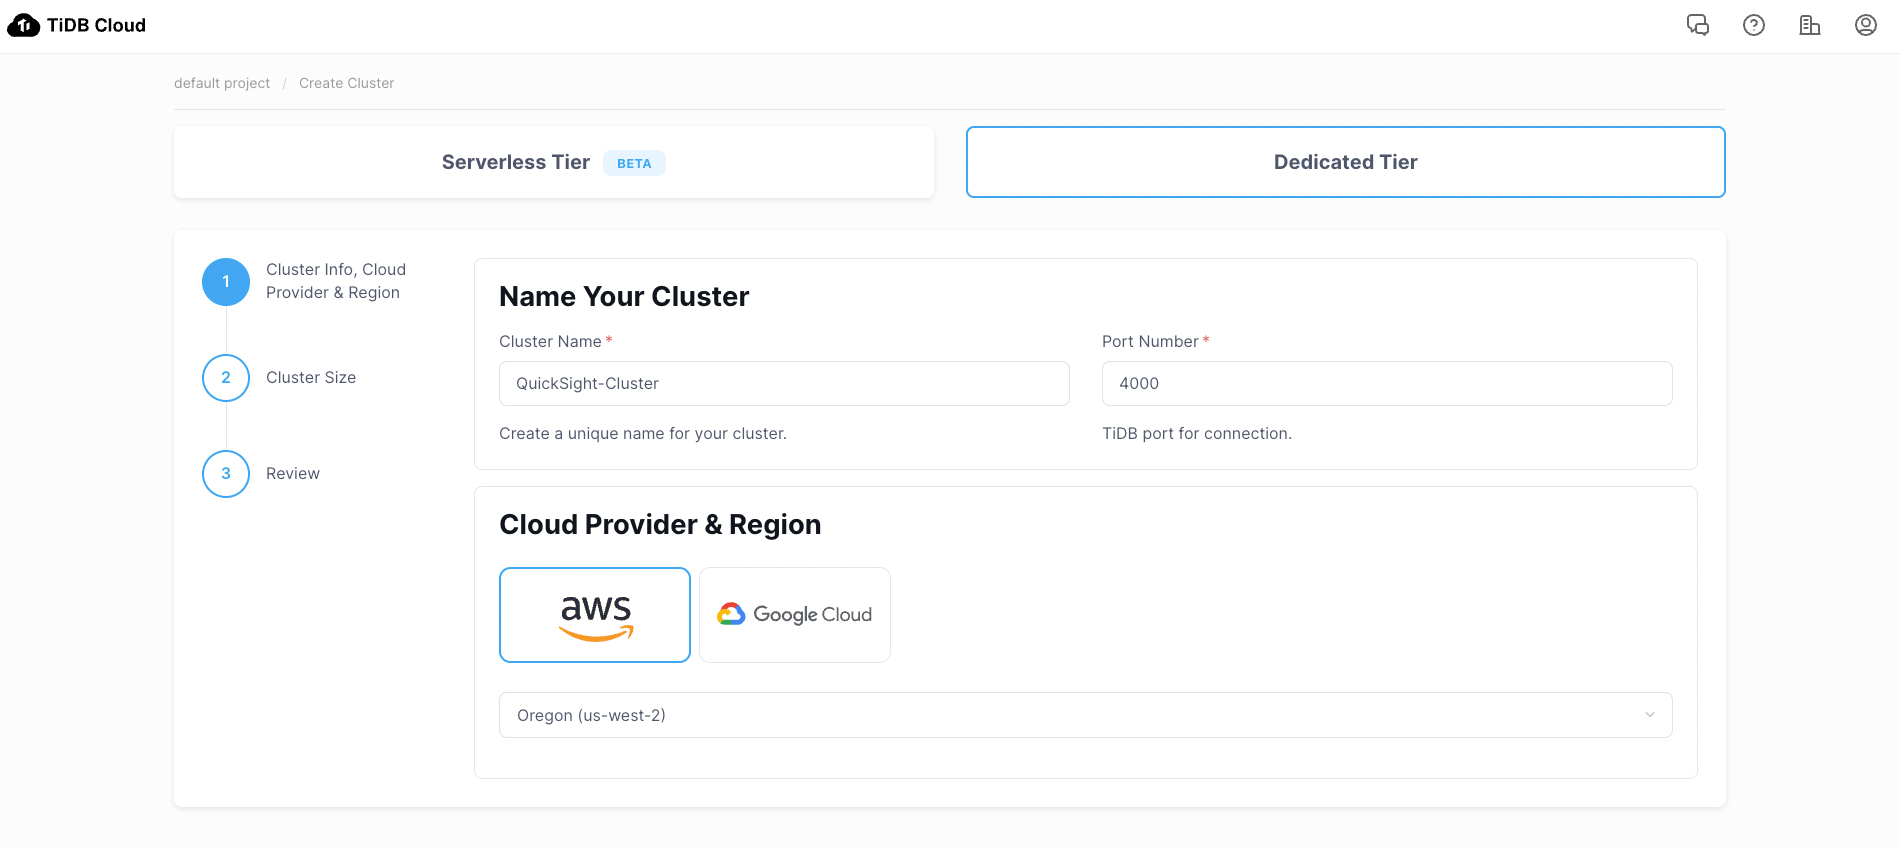 TiDB Cloud
default project / Create Cluster
Serverless Tier BETA
Dedicated Tier
1
Cluster Info, Cloud
Provider & Region
2
Cluster Size
3
Review
Name Your Cluster
Cluster Name *
QuickSight-Cluster
Create a unique name for your cluster.
Port Number *
4000
TiDB port for connection.
Cloud Provider & Region
aws
Google Cloud
Oregon (us-west-2)